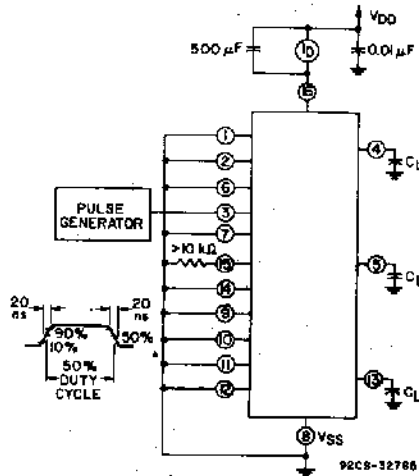 VDD
500 µF
ID
0.01 µF
16
1
2
6
3
7
>10 kΩ
15
14
9
10
11
12
4
CL
5
CL
13
CL
PULSE
GENERATOR
20
ns
20
ns
90%
10%
50%
50%
DUTY
CYCLE
8
VSS
92CS-32788